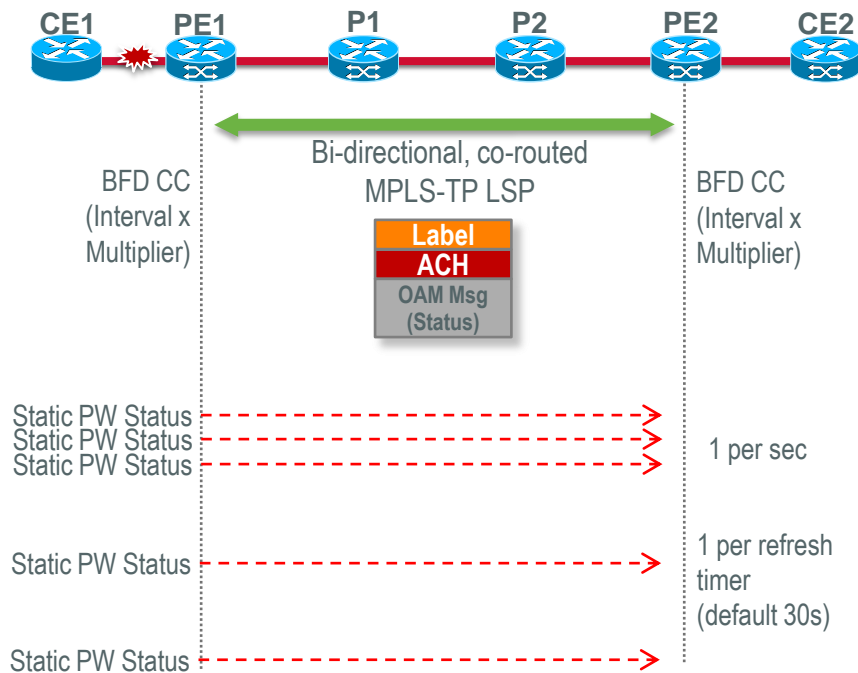 CE1 PE1 P1 P2 PE2 CE2
Bi-directional, co-routed
MPLS-TP LSP
BFD CC
(Interval x
Multiplier)
BFD CC
(Interval x
Multiplier)
Label
ACH
OAM Msg
(Status)
Static PW Status
Static PW Status
Static PW Status
1 per sec
Static PW Status
1 per refresh
timer
(default 30s)
Static PW Status